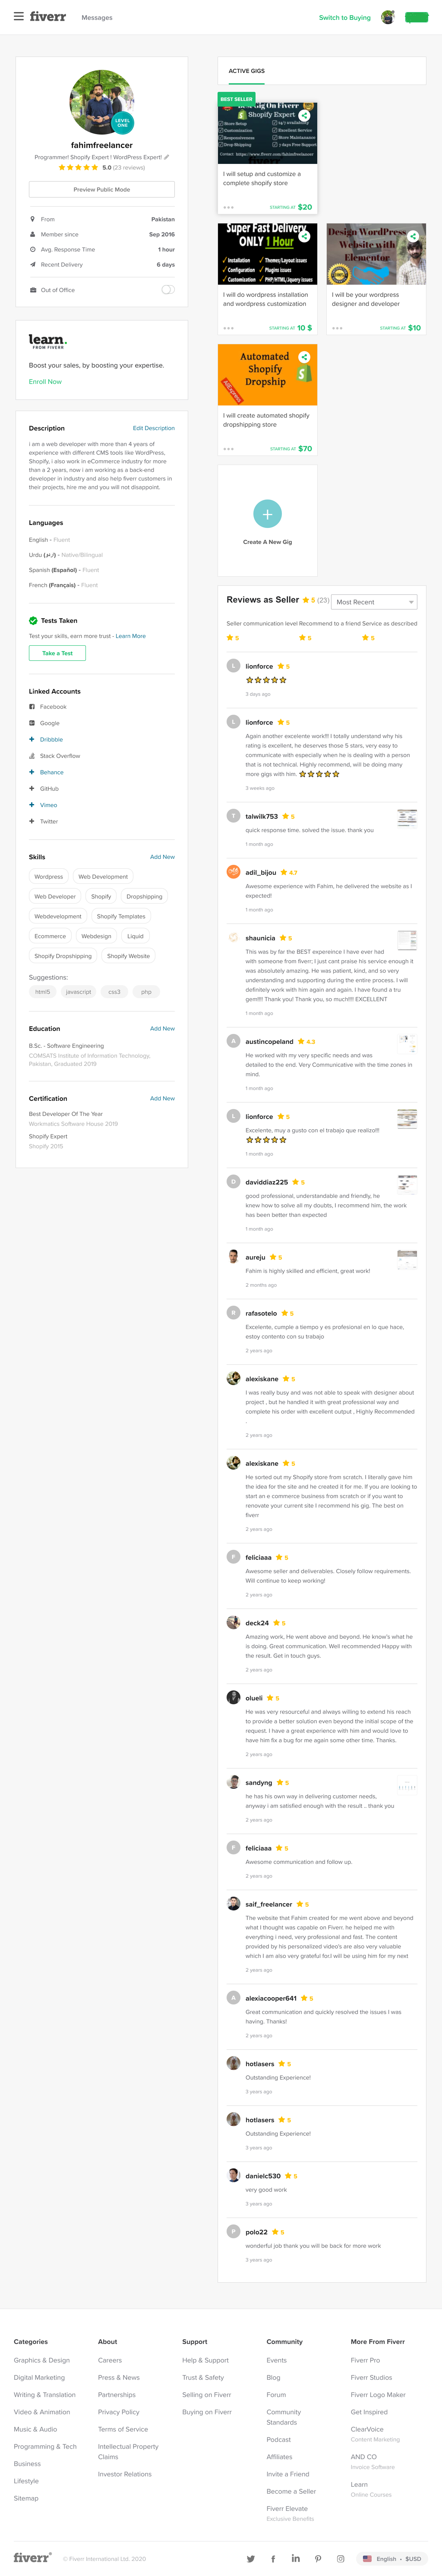 fiverr
Messages
Switch to Buying
LEVEL
ONE
fahimfreelancer
Programmer! Shopify Expert | WordPress Expert!
5.0 (23 reviews)
Preview Public Mode
From Pakistan
Member since Sep 2016
Avg. Response Time 1 hour
Recent Delivery 6 days
Out of Office
learn.
FROM FIVERR
Boost your sales, by boosting your expertise.
Enroll Now
Description Edit Description
i am a web developer with more than 4 years of
experience with different CMS tools like WordPress,
Shopify, i also work in eCommerce industry for more
than a 2 years, now i am working as a back-end
developer in industry and also help fiverr customers in
their projects, hire me and you will not disappoint.
Languages
English - Fluent
Urdu (اردو) - Native/Bilingual
Spanish (Español) - Fluent
French (Français) - Fluent
Tests Taken
Test your skills, earn more trust - Learn More
Take a Test
Linked Accounts
Facebook
Google
Dribbble
Stack Overflow
Behance
GitHub
Vimeo
Twitter
Skills Add New
Wordpress Web Development
Web Developer Shopify Dropshipping
Webdevelopment Shopify Templates
Ecommerce Webdesign Liquid
Shopify Dropshipping Shopify Website
Suggestions:
html5 javascript css3 php
Education Add New
B.Sc. - Software Engineering
COMSATS Institute of Information Technology,
Pakistan, Graduated 2019
Certification Add New
Best Developer Of The Year
Workmatics Software House 2019
Shopify Expert
Shopify 2015
ACTIVE GIGS
BEST SELLER
Shopify Expert
I will setup and customize a
complete shopify store
STARTING AT $20
Super Fast Delivery
ONLY 1 Hour
Installation Theme/Layout issues
Configuration Plugins issues
Customization PHP/HTML/Jquery issues
I will do wordpress installation
and wordpress customization
STARTING AT 10 $
Design WordPress
Website with
Elementor
I will be your wordpress
designer and developer
STARTING AT $10
Automated
Shopify
Dropship
I will create automated shopify
dropshipping store
STARTING AT $70
Create A New Gig
Reviews as Seller 5 (23) Most Recent
Seller communication level Recommend to a friend Service as described
5 5 5
L lionforce 5
3 days ago
L lionforce 5
Again another excelente work!!! I totally understand why his
rating is excellent, he deserves those 5 stars, very easy to
communicate with especially when he is dealing with a person
that is not technical. Highly recommend, will be doing many
more gigs with him.
3 weeks ago
T talwilk753 5
quick response time. solved the issue. thank you
1 month ago
adil_bijou 4.7
Awesome experience with Fahim, he delivered the website as I
expected!
1 month ago
shaunicia 5
This was by far the BEST expereince I have ever had
with someone from fiverr; I just cant praise his service enough it
was absolutely amazing. He was patient, kind, and so very
understanding and supporting during the entire process. I will
definitely work with him again and again. I have found a tru
gem!!!! Thank you! Thank you, so much!!!! EXCELLENT
1 month ago
A austincopeland 4.3
He worked with my very specific needs and was
detailed to the end. Very Communicative with the time zones in
mind.
1 month ago
L lionforce 5
Excelente, muy a gusto con el trabajo que realizo!!!
1 month ago
D daviddiaz225 5
good professional, understandable and friendly, he
knew how to solve all my doubts, I recommend him, the work
has been better than expected
1 month ago
aureju 5
Fahim is highly skilled and efficient, great work!
2 months ago
R rafasotelo 5
Excelente, cumple a tiempo y es profesional en lo que hace,
estoy contento con su trabajo
2 years ago
alexiskane 5
I was really busy and was not able to speak with designer about
project , but he handled it with great professional way and
complete his order with excellent output , Highly Recommended
.
2 years ago
alexiskane 5
He sorted out my Shopify store from scratch. I literally gave him
the idea for the site and he created it for me. If you are looking to
start an e commerce business from scratch or if you want to
renovate your current site I recommend his gig. The best on
fiverr
2 years ago
F feliciaaa 5
Awesome seller and deliverables. Closely follow requirements.
Will continue to keep working!
2 years ago
deck24 5
Amazing work, He went above and beyond. He know's what he
is doing. Great communication. Well recommended Happy with
the result. Get in touch guys.
2 years ago
olueli 5
He was very resourceful and always willing to extend his reach
to provide a better solution even beyond the initial scope of the
request. I have a great experience with him and would love to
have him fix a bug for me again some other time. Thanks.
2 years ago
sandyng 5
he has his own way in delivering customer needs,
anyway i am satisfied enough with the result .. thank you
2 years ago
F feliciaaa 5
Awesome communication and follow up.
2 years ago
saif_freelancer 5
The website that Fahim created for me went above and beyond
what I thought was capable on Fiverr. he helped me with
everything i need, very professional and fast. The content
provided by his personalized video's are also very valuable
which I am also very grateful for.I will be using him for my next
2 years ago
A alexiacooper641 5
Great communication and quickly resolved the issues I was
having. Thanks!
2 years ago
hotlasers 5
Outstanding Experience!
3 years ago
hotlasers 5
Outstanding Experience!
3 years ago
danielc530 5
very good work
3 years ago
P polo22 5
wonderful job thank you will be back for more work
3 years ago
Categories
Graphics & Design
Digital Marketing
Writing & Translation
Video & Animation
Music & Audio
Programming & Tech
Business
Lifestyle
Sitemap
About
Careers
Press & News
Partnerships
Privacy Policy
Terms of Service
Intellectual Property
Claims
Investor Relations
Support
Help & Support
Trust & Safety
Selling on Fiverr
Buying on Fiverr
Community
Events
Blog
Forum
Community
Standards
Podcast
Affiliates
Invite a Friend
Become a Seller
Fiverr Elevate
Exclusive Benefits
More From Fiverr
Fiverr Pro
Fiverr Studios
Fiverr Logo Maker
Get Inspired
ClearVoice
Content Marketing
AND CO
Invoice Software
Learn
Online Courses
fiverr
© Fiverr International Ltd. 2020
English • $USD